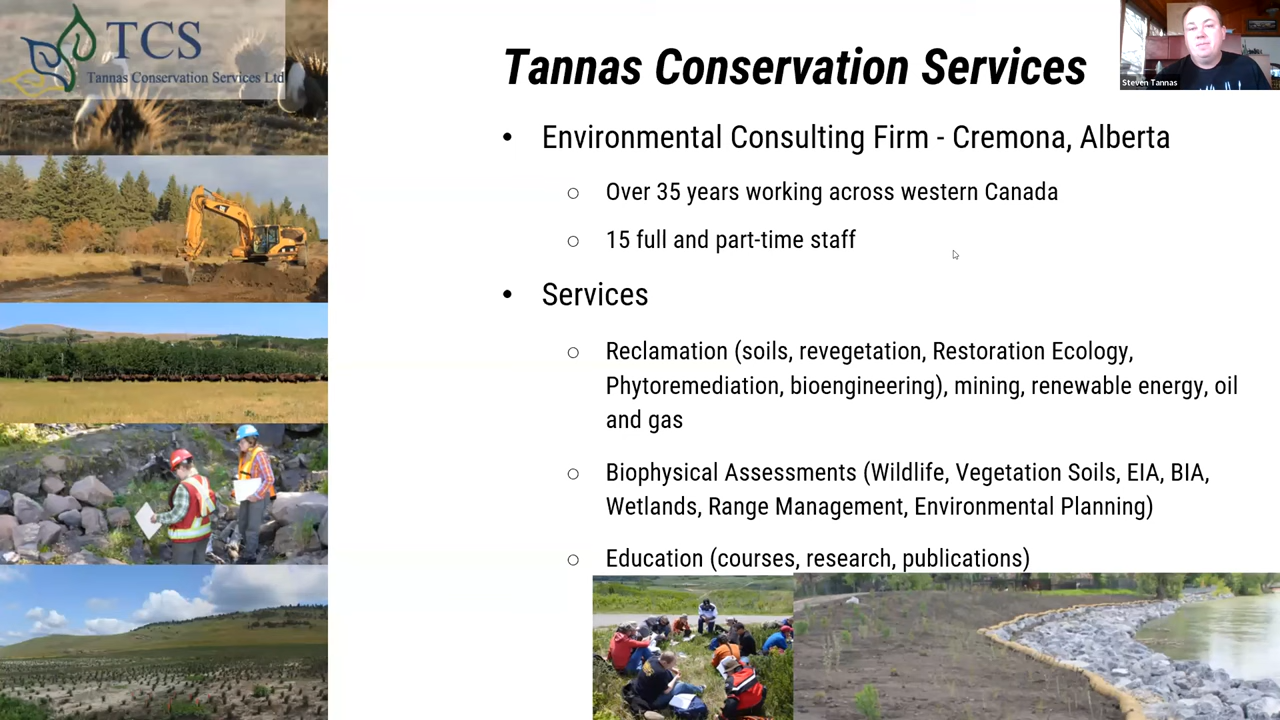 TCS
Tannas Conservation Services Ltd
Tannas Conservation Services
Steven Tannas
• Environmental Consulting Firm - Cremona, Alberta
○ Over 35 years working across western Canada
○ 15 full and part-time staff
• Services
○ Reclamation (soils, revegetation, Restoration Ecology,
Phytoremediation, bioengineering), mining, renewable energy, oil
and gas
○ Biophysical Assessments (Wildlife, Vegetation Soils, EIA, BIA,
Wetlands, Range Management, Environmental Planning)
○ Education (courses, research, publications)